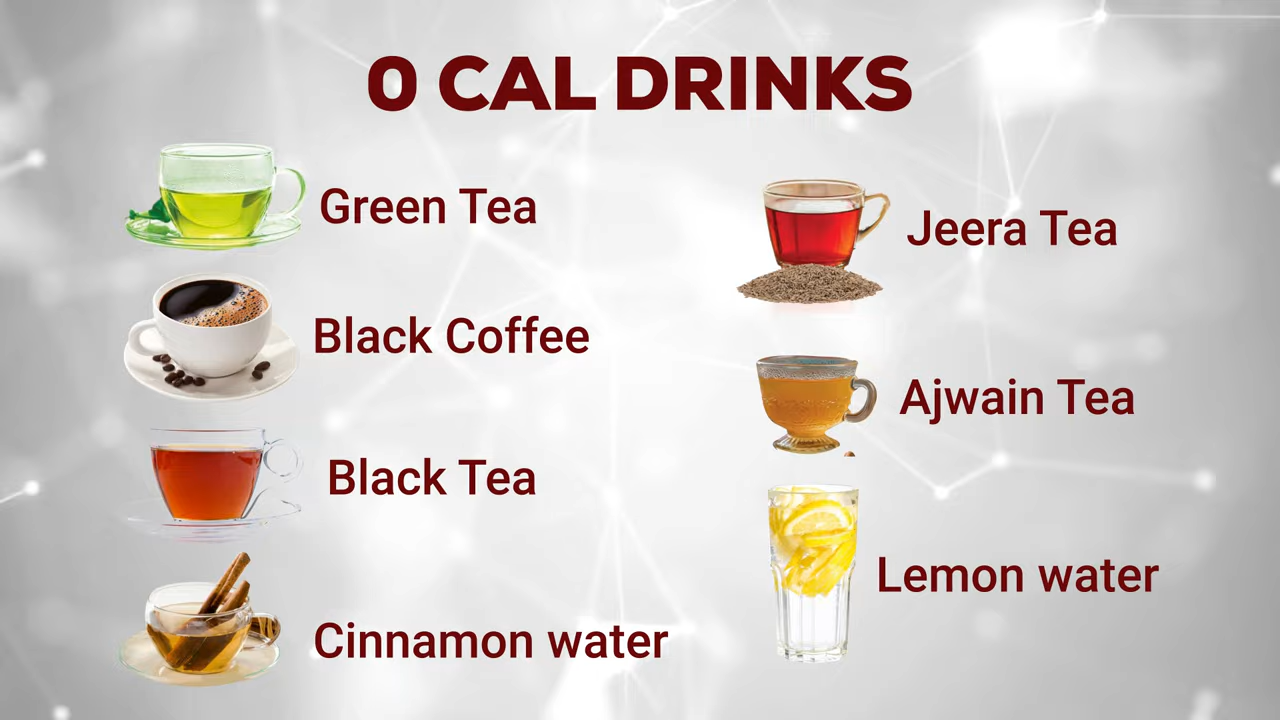 0 CAL DRINKS
Green Tea
Black Coffee
Black Tea
Cinnamon water
Jeera Tea
Ajwain Tea
Lemon water